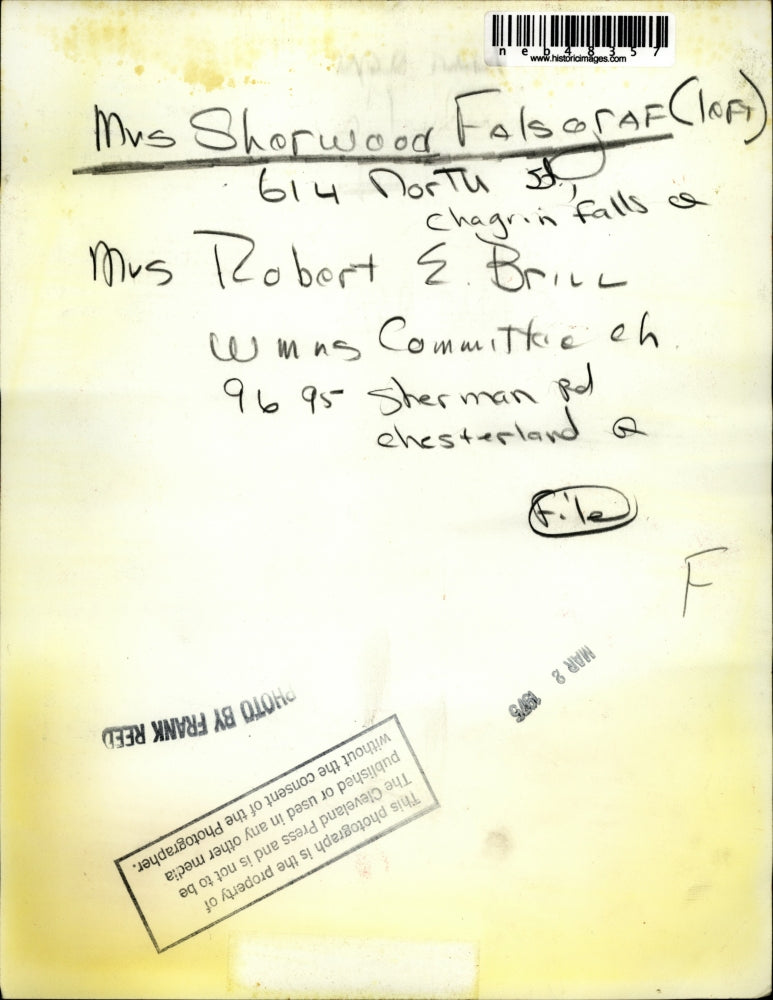 neb48357
www.historicimages.com
Mrs Sherwood Falsgraf (left)
614 North St,
Chagrin Falls
Mrs Robert E. Brill
Wmns Committee ch.
9695 Sherman Rd
Chesterland
File
F
MAR 2 1975
PHOTO BY FRANK REED
This photograph is the property of
The Cleveland Press and is not to be
published or used in any other media
without the consent of the Photographer.